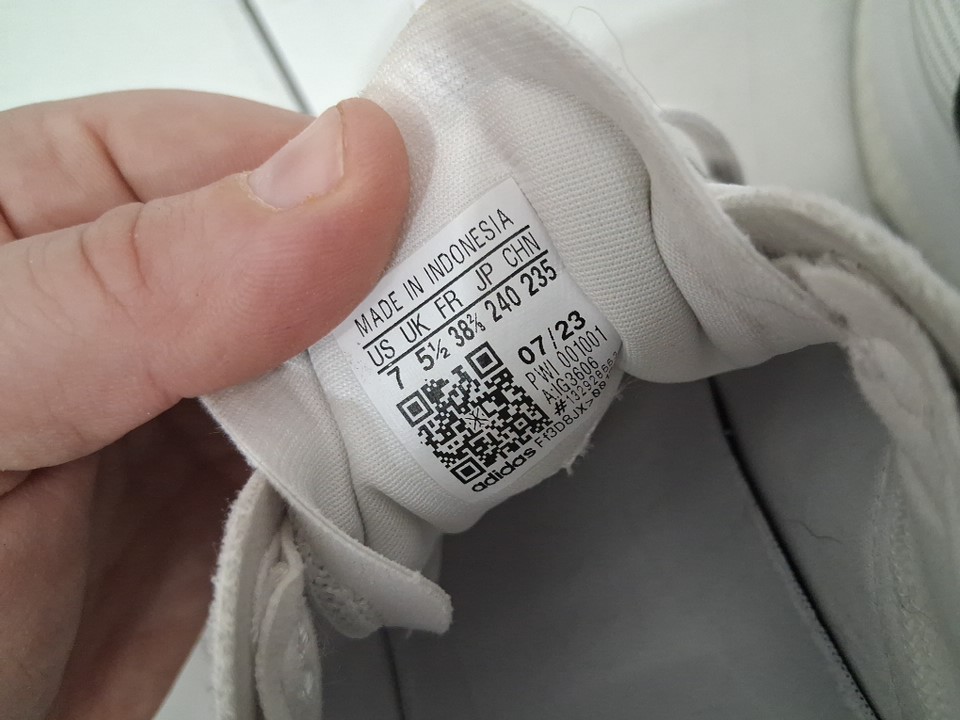 MADE IN INDONESIA
US UK FR JP CHN
7 5½ 38⅔ 240 235
07/23
PWI 001001
AIG3606
adidas